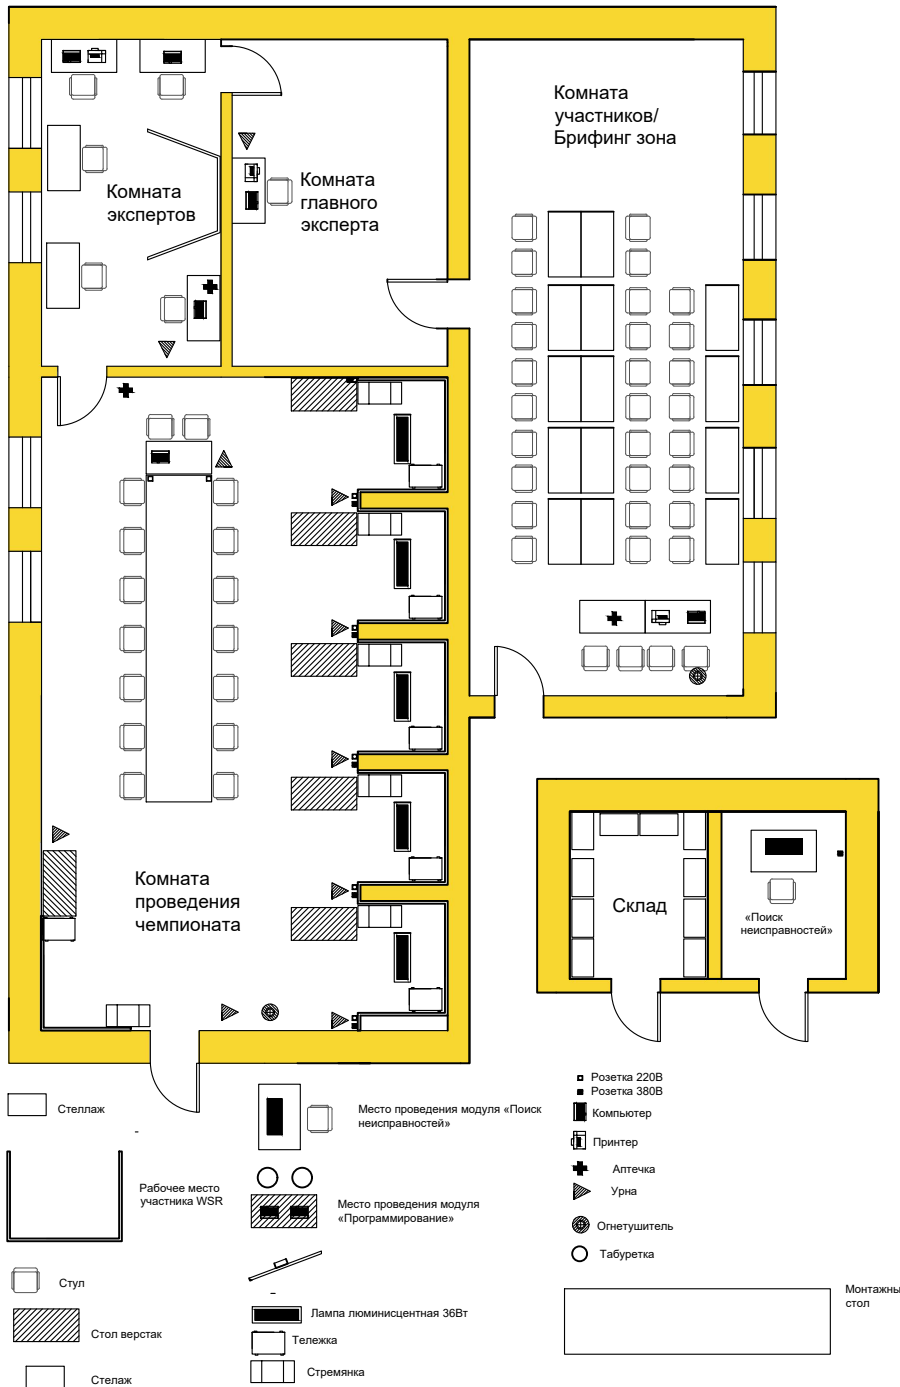 Комната
участников/
Брифинг зона
Комната
экспертов
Комната
главного
эксперта
Комната
проведения
чемпионата
Склад
«Поиск
неисправностей»
Стеллаж
Рабочее место
участника WSR
Стул
Стол верстак
Стелаж
Место проведения модуля «Поиск
неисправностей»
Место проведения модуля
«Программирование»
Лампа люминисцентная 36Вт
Тележка
Стремянка
Розетка 220В
Розетка 380В
Компьютер
Принтер
Аптечка
Урна
Огнетушитель
Табуретка
Монтажны
стол